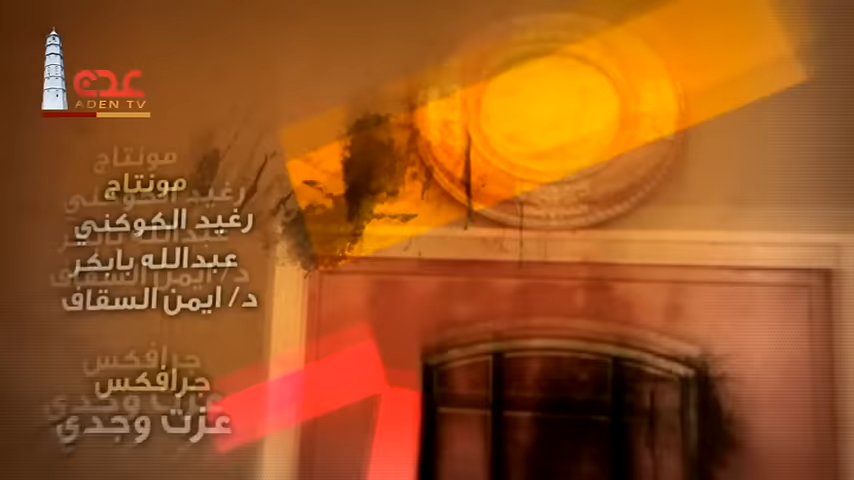 عدن
ADEN TV
مونتاج
رغيد الكوكني
عبدالله بابكر
د/ ايمن السقاف
جرافكس
عزت وجدي